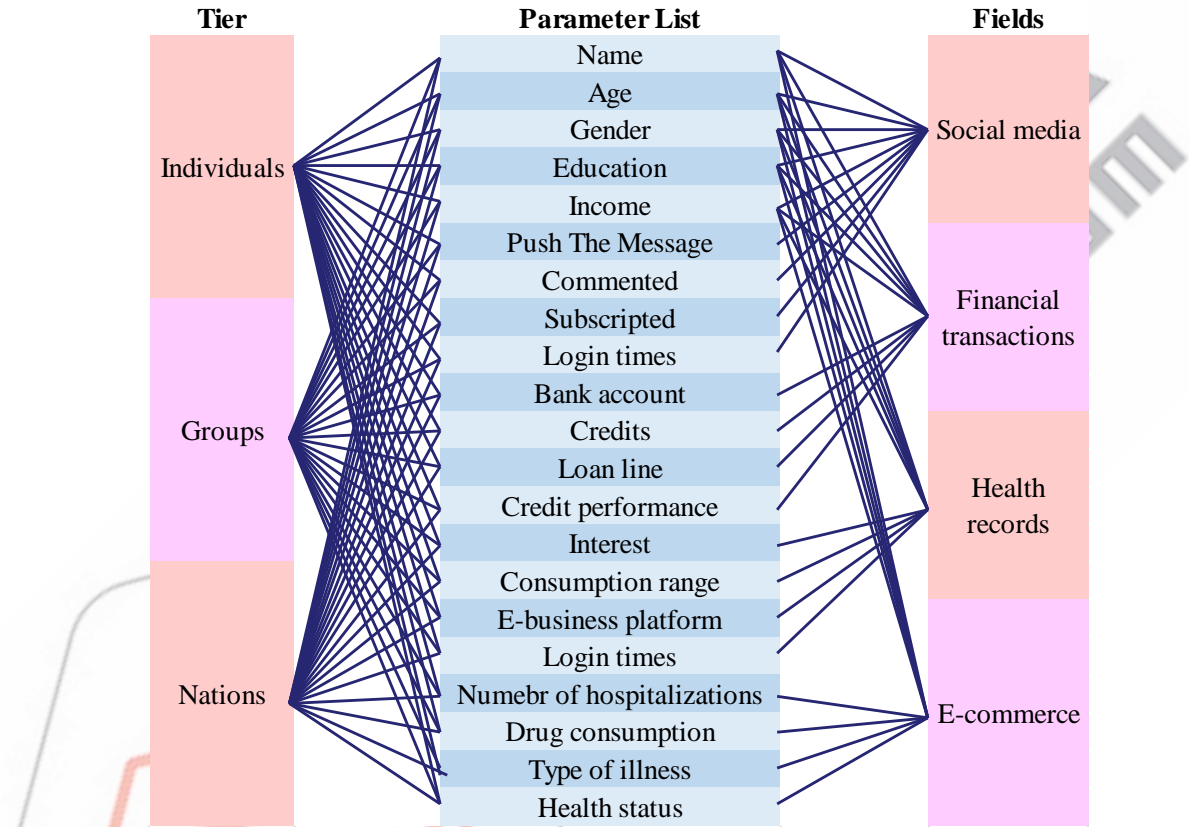 Tier
Parameter List
Fields
Individuals
Groups
Nations
Name
Age
Gender
Education
Income
Push The Message
Commented
Subscripted
Login times
Bank account
Credits
Loan line
Credit performance
Interest
Consumption range
E-business platform
Login times
Numebr of hospitalizations
Drug consumption
Type of illness
Health status
Social media
Financial
transactions
Health
records
E-commerce